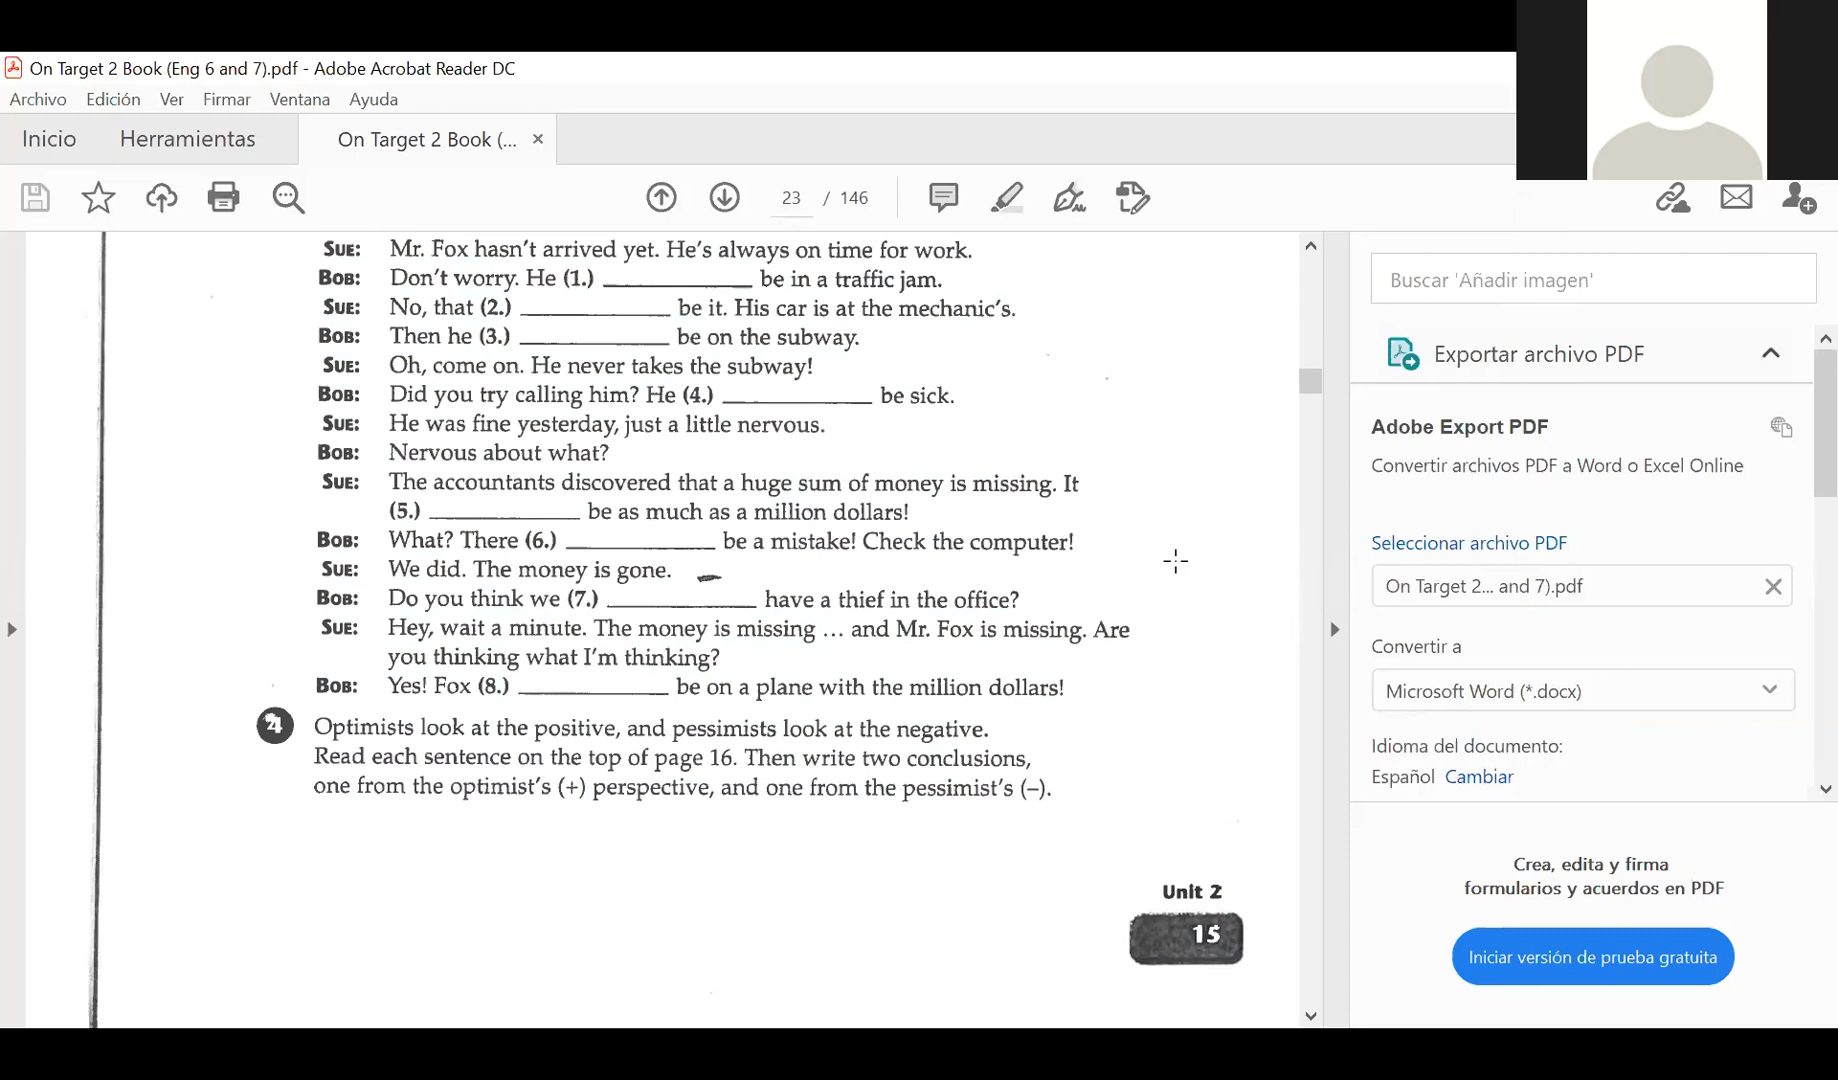 On Target 2 Book (Eng 6 and 7).pdf - Adobe Acrobat Reader DC
Archivo Edición Ver Firmar Ventana Ayuda
Inicio Herramientas On Target 2 Book (... ×
23 / 146
SUE: Mr. Fox hasn't arrived yet. He's always on time for work.
BOB: Don't worry. He (1.) ____________ be in a traffic jam.
SUE: No, that (2.) ____________ be it. His car is at the mechanic's.
BOB: Then he (3.) ____________ be on the subway.
SUE: Oh, come on. He never takes the subway!
BOB: Did you try calling him? He (4.) ____________ be sick.
SUE: He was fine yesterday, just a little nervous.
BOB: Nervous about what?
SUE: The accountants discovered that a huge sum of money is missing. It
(5.) ____________ be as much as a million dollars!
BOB: What? There (6.) ____________ be a mistake! Check the computer!
SUE: We did. The money is gone.
BOB: Do you think we (7.) ____________ have a thief in the office?
SUE: Hey, wait a minute. The money is missing … and Mr. Fox is missing. Are
you thinking what I'm thinking?
BOB: Yes! Fox (8.) ____________ be on a plane with the million dollars!
4 Optimists look at the positive, and pessimists look at the negative.
Read each sentence on the top of page 16. Then write two conclusions,
one from the optimist's (+) perspective, and one from the pessimist's (–).
Unit 2
15
Buscar 'Añadir imagen'
Exportar archivo PDF
Adobe Export PDF
Convertir archivos PDF a Word o Excel Online
Seleccionar archivo PDF
On Target 2... and 7).pdf
Convertir a
Microsoft Word (*.docx)
Idioma del documento:
Español Cambiar
Crea, edita y firma
formularios y acuerdos en PDF
Iniciar versión de prueba gratuita